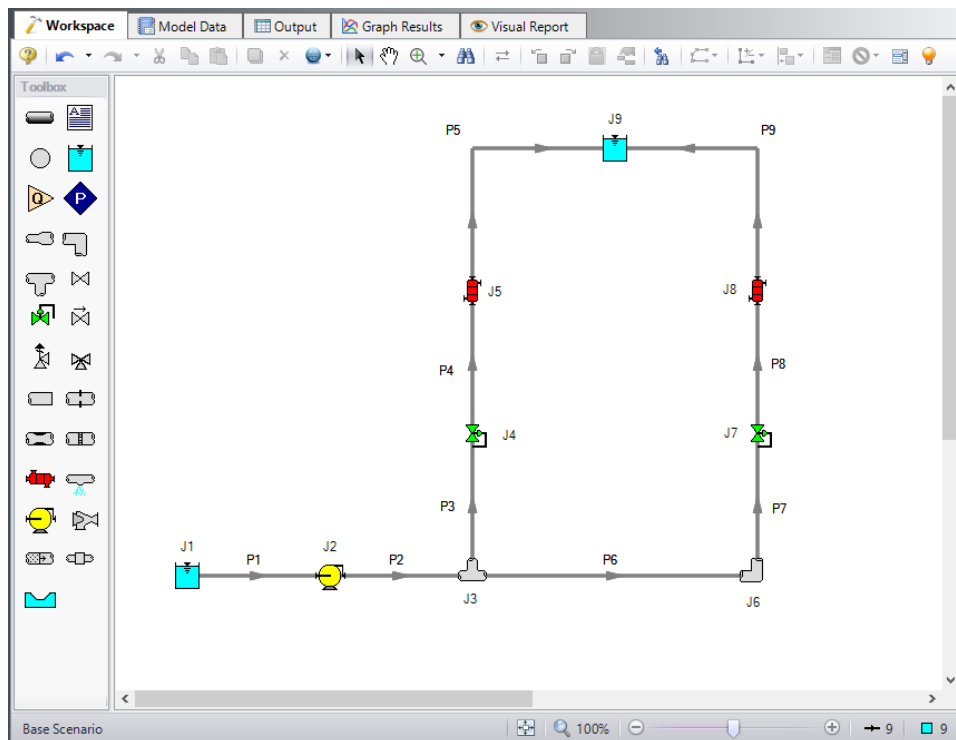 Workspace Model Data Output Graph Results Visual Report
Toolbox
A
Q P
J9
P5 P9
J5 J8
P4 P8
J4 J7
P3 P7
J1 P1 J2 P2 P6
J3 J6
Base Scenario 100% 9 9